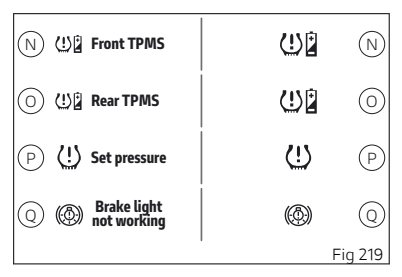 N Front TPMS N
O Rear TPMS O
P Set pressure P
Q Brake light
not working Q
Fig 219